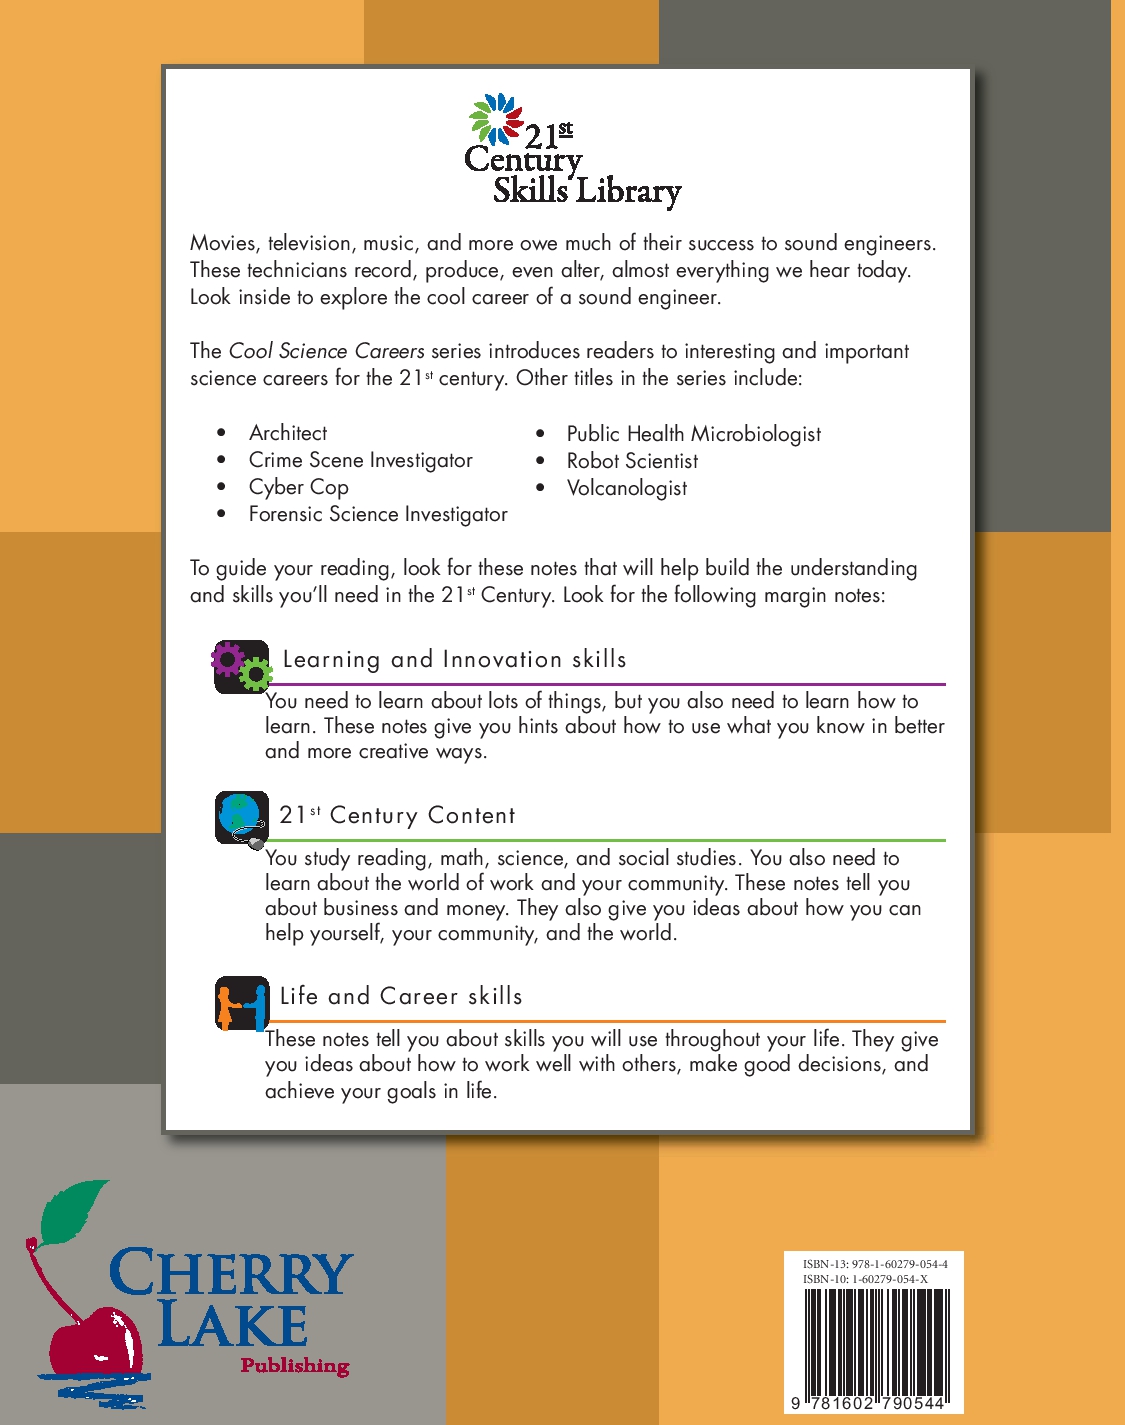 21st
Century
Skills Library
Movies, television, music, and more owe much of their success to sound engineers.
These technicians record, produce, even alter, almost everything we hear today.
Look inside to explore the cool career of a sound engineer.
The Cool Science Careers series introduces readers to interesting and important
science careers for the 21st century. Other titles in the series include:
• Architect
• Crime Scene Investigator
• Cyber Cop
• Forensic Science Investigator
• Public Health Microbiologist
• Robot Scientist
• Volcanologist
To guide your reading, look for these notes that will help build the understanding
and skills you’ll need in the 21st Century. Look for the following margin notes:
Learning and Innovation skills
You need to learn about lots of things, but you also need to learn how to
learn. These notes give you hints about how to use what you know in better
and more creative ways.
21st Century Content
You study reading, math, science, and social studies. You also need to
learn about the world of work and your community. These notes tell you
about business and money. They also give you ideas about how you can
help yourself, your community, and the world.
Life and Career skills
These notes tell you about skills you will use throughout your life. They give
you ideas about how to work well with others, make good decisions, and
achieve your goals in life.
CHERRY
LAKE
Publishing
ISBN-13: 978-1-60279-054-4
ISBN-10: 1-60279-054-X
9 781602 790544